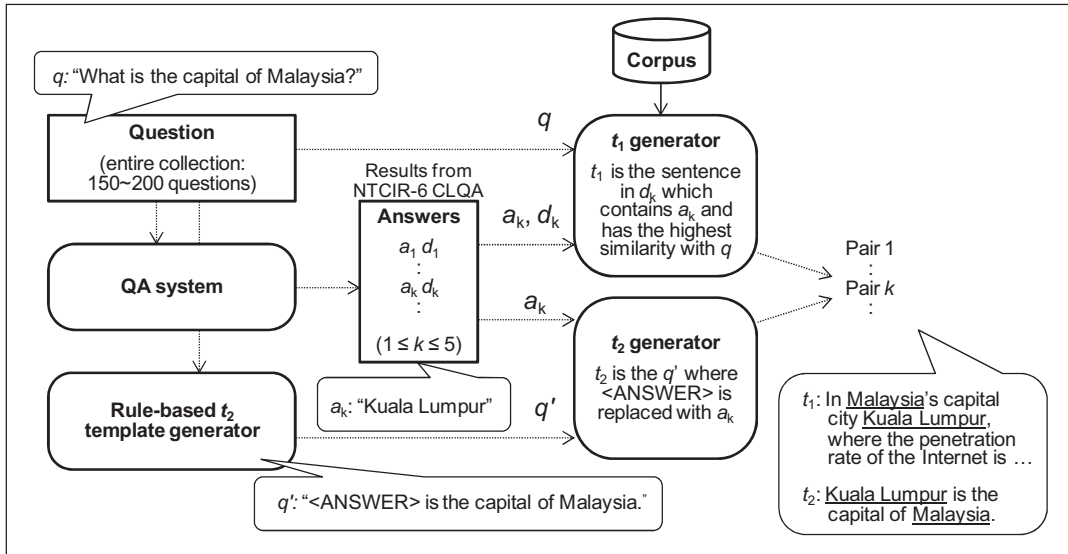 Corpus
q: “What is the capital of Malaysia?”
Question
(entire collection:
150~200 questions)
q
t1 generator
t1 is the sentence
in dk which
contains ak and
has the highest
similarity with q
Results from
NTCIR-6 CLQA
Answers
a1 d1
:
ak dk
:
(1 ≤ k ≤ 5)
ak, dk
QA system
ak
Pair 1
:
Pair k
:
t2 generator
t2 is the q’ where
<ANSWER> is
replaced with ak
ak: “Kuala Lumpur”
Rule-based t2
template generator
q'
q': “<ANSWER> is the capital of Malaysia.”
t1: In Malaysia’s capital
city Kuala Lumpur,
where the penetration
rate of the Internet is …
t2: Kuala Lumpur is the
capital of Malaysia.